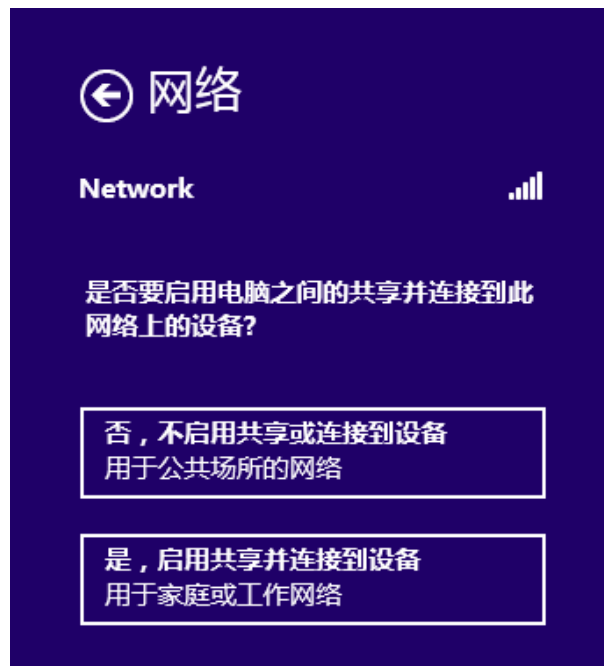 网络
Network
是否要启用电脑之间的共享并连接到此
网络上的设备?
否，不启用共享或连接到设备
用于公共场所的网络
是，启用共享并连接到设备
用于家庭或工作网络